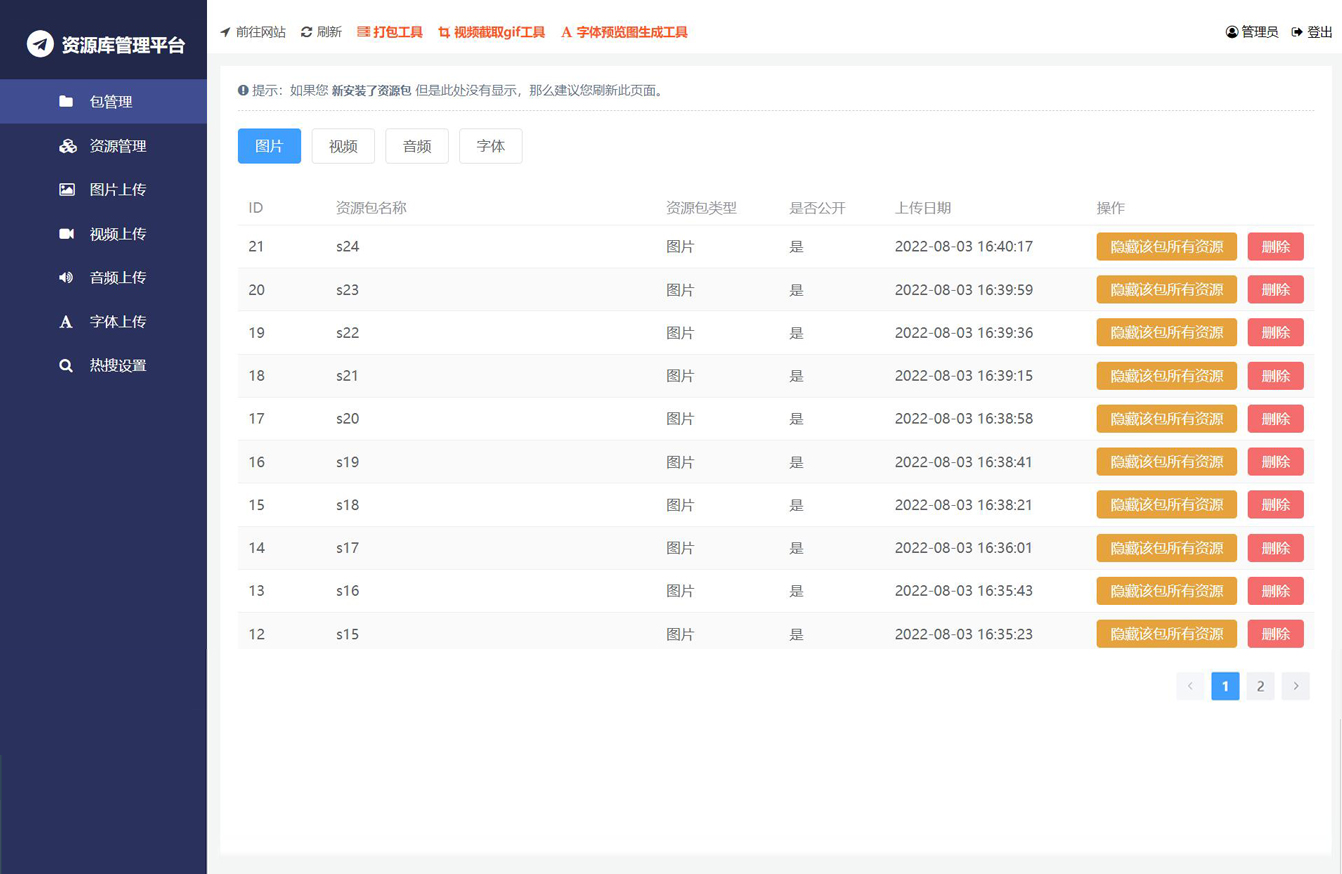 资源库管理平台
前往网站 刷新 打包工具 视频截取gif工具 字体预览图生成工具 管理员 登出
包管理
资源管理
图片上传
视频上传
音频上传
字体上传
热搜设置
提示：如果您 新安装了资源包 但是此处没有显示，那么建议您刷新此页面。
图片 视频 音频 字体
ID 资源包名称 资源包类型 是否公开 上传日期 操作
21 s24 图片 是 2022-08-03 16:40:17 隐藏该包所有资源 删除
20 s23 图片 是 2022-08-03 16:39:59 隐藏该包所有资源 删除
19 s22 图片 是 2022-08-03 16:39:36 隐藏该包所有资源 删除
18 s21 图片 是 2022-08-03 16:39:15 隐藏该包所有资源 删除
17 s20 图片 是 2022-08-03 16:38:58 隐藏该包所有资源 删除
16 s19 图片 是 2022-08-03 16:38:41 隐藏该包所有资源 删除
15 s18 图片 是 2022-08-03 16:38:21 隐藏该包所有资源 删除
14 s17 图片 是 2022-08-03 16:36:01 隐藏该包所有资源 删除
13 s16 图片 是 2022-08-03 16:35:43 隐藏该包所有资源 删除
12 s15 图片 是 2022-08-03 16:35:23 隐藏该包所有资源 删除
1 2